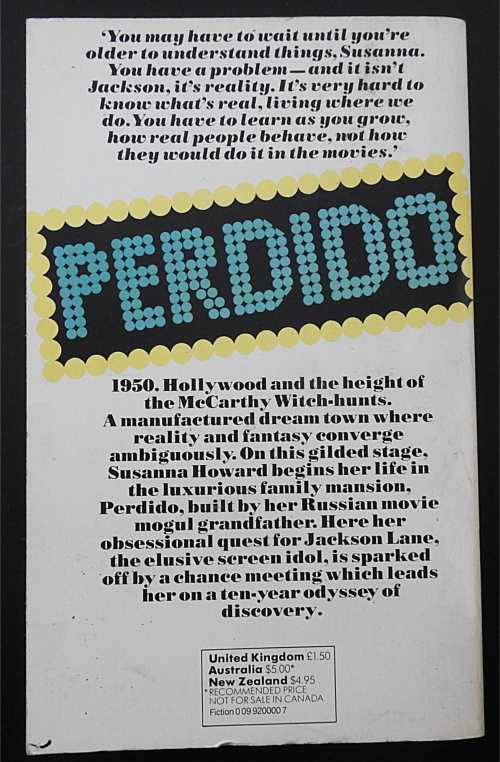 ‘You may have to wait until you're
older to understand things, Susanna.
You have a problem — and it isn't
Jackson, it's reality. It's very hard to
know what's real, living where we
do. You have to learn as you grow,
how real people behave, not how
they would do it in the movies.’
PERDIDO
1950. Hollywood and the height of
the McCarthy Witch-hunts.
A manufactured dream town where
reality and fantasy converge
ambiguously. On this gilded stage,
Susanna Howard begins her life in
the luxurious family mansion,
Perdido, built by her Russian movie
mogul grandfather. Here her
obsessional quest for Jackson Lane,
the elusive screen idol, is sparked
off by a chance meeting which leads
her on a ten-year odyssey of
discovery.
United Kingdom £1.50
Australia $5.00*
New Zealand $4.95
*RECOMMENDED PRICE
NOT FOR SALE IN CANADA
Fiction 0 09 920000 7